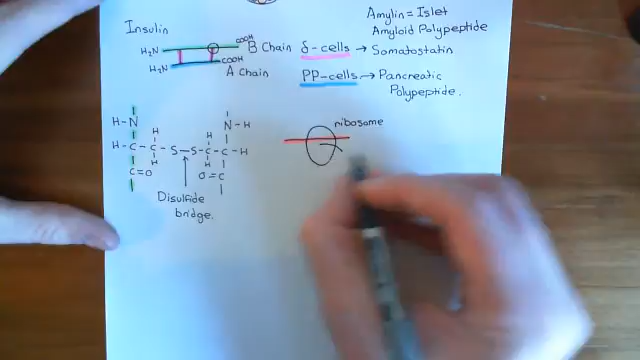 Insulin
Amylin = Islet
Amyloid Polypeptide
H₂N COOH B Chain
H₂N COOH A Chain
δ-cells → Somatostatin
PP-cells → Pancreatic
Polypeptide.
H-N N-H
H H
H-C-C-S-S-C-C-H
H H
C=O O=C
Disulfide
bridge.
ribosome